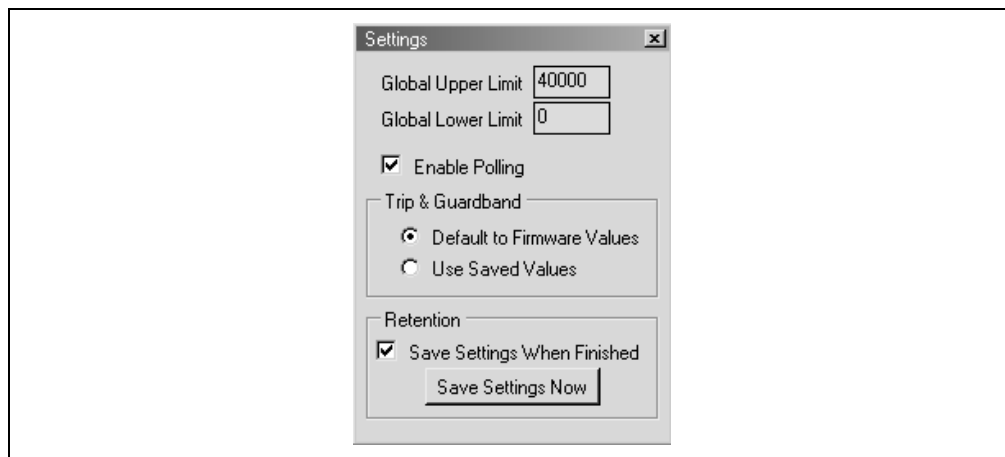 Settings
Global Upper Limit 40000
Global Lower Limit 0
Enable Polling
Trip & Guardband
Default to Firmware Values
Use Saved Values
Retention
Save Settings When Finished
Save Settings Now